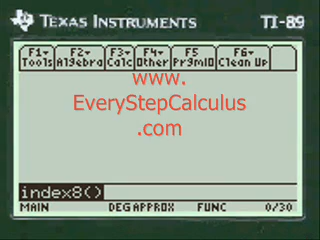 TEXAS INSTRUMENTS TI-89
F1▾ F2▾ F3▾ F4▾ F5 F6▾
Tools Algebra Calc Other PrgmIO Clean Up
www.
EveryStepCalculus
.com
index8()
MAIN DEG APPROX FUNC 0/30